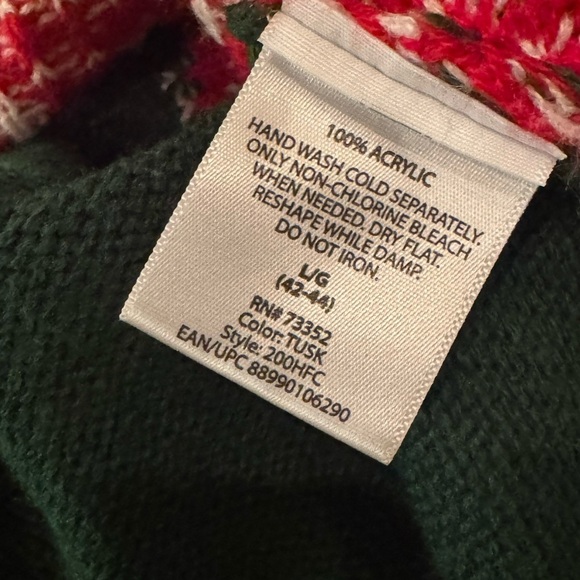 100% ACRYLIC
HAND WASH COLD SEPARATELY.
ONLY NON-CHLORINE BLEACH
WHEN NEEDED. DRY FLAT.
RESHAPE WHILE DAMP.
DO NOT IRON.
L/G
(42-44)
RN# 73352
Color: TUSK
Style: 200HFC
EAN/UPC 88990106290